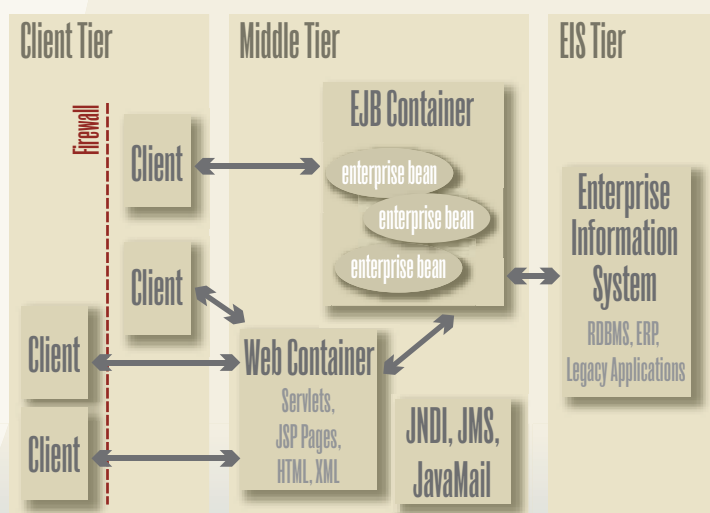 Client Tier
Middle Tier
EIS Tier
Firewall
Client
Client
Client
Client
EJB Container
enterprise bean
enterprise bean
enterprise bean
Web Container
Servlets,
JSP Pages,
HTML, XML
JNDI, JMS,
JavaMail
Enterprise
Information
System
RDBMS, ERP,
Legacy Applications